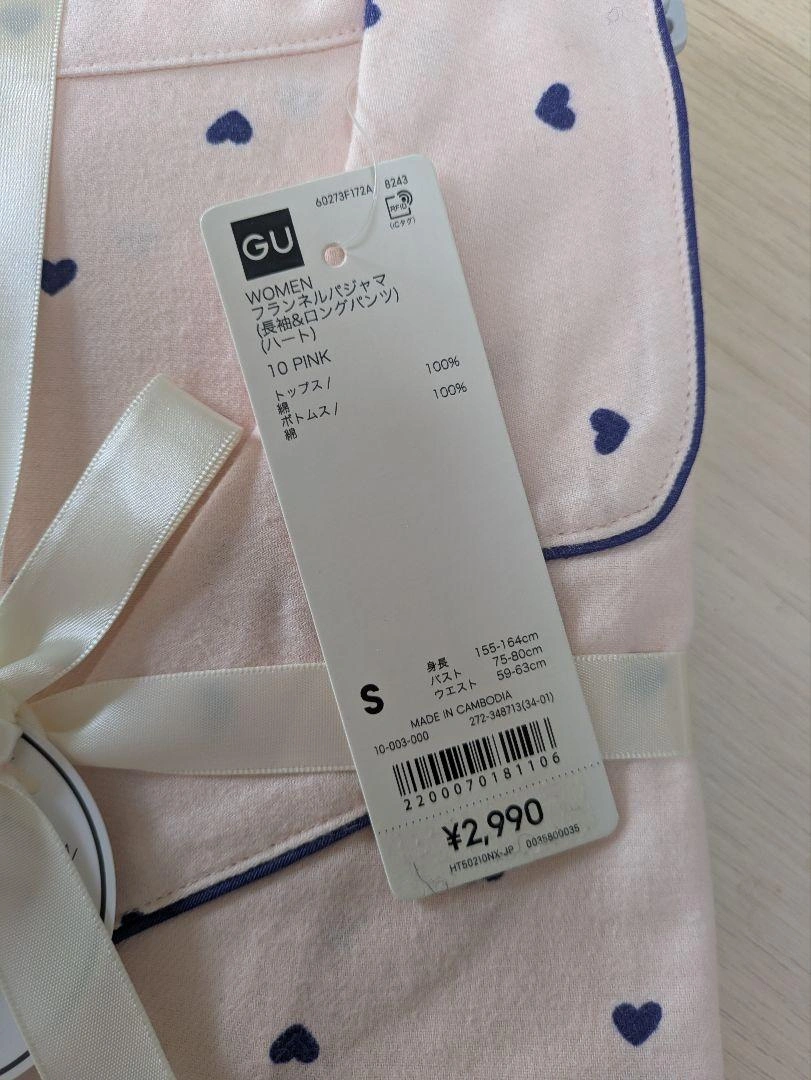 60273F172A 8243
RFID
(ICタグ)
GU
WOMEN
フランネルパジャマ
(長袖&ロングパンツ)
(ハート)
10 PINK
トップス/
綿 100%
ボトムス/
綿 100%
S
身長 155-164cm
バスト 75-80cm
ウエスト 59-63cm
MADE IN CAMBODIA
10-003-000 272-348713(34-01)
2200070181106
¥2,990
HT50210NX-JP 0035800035